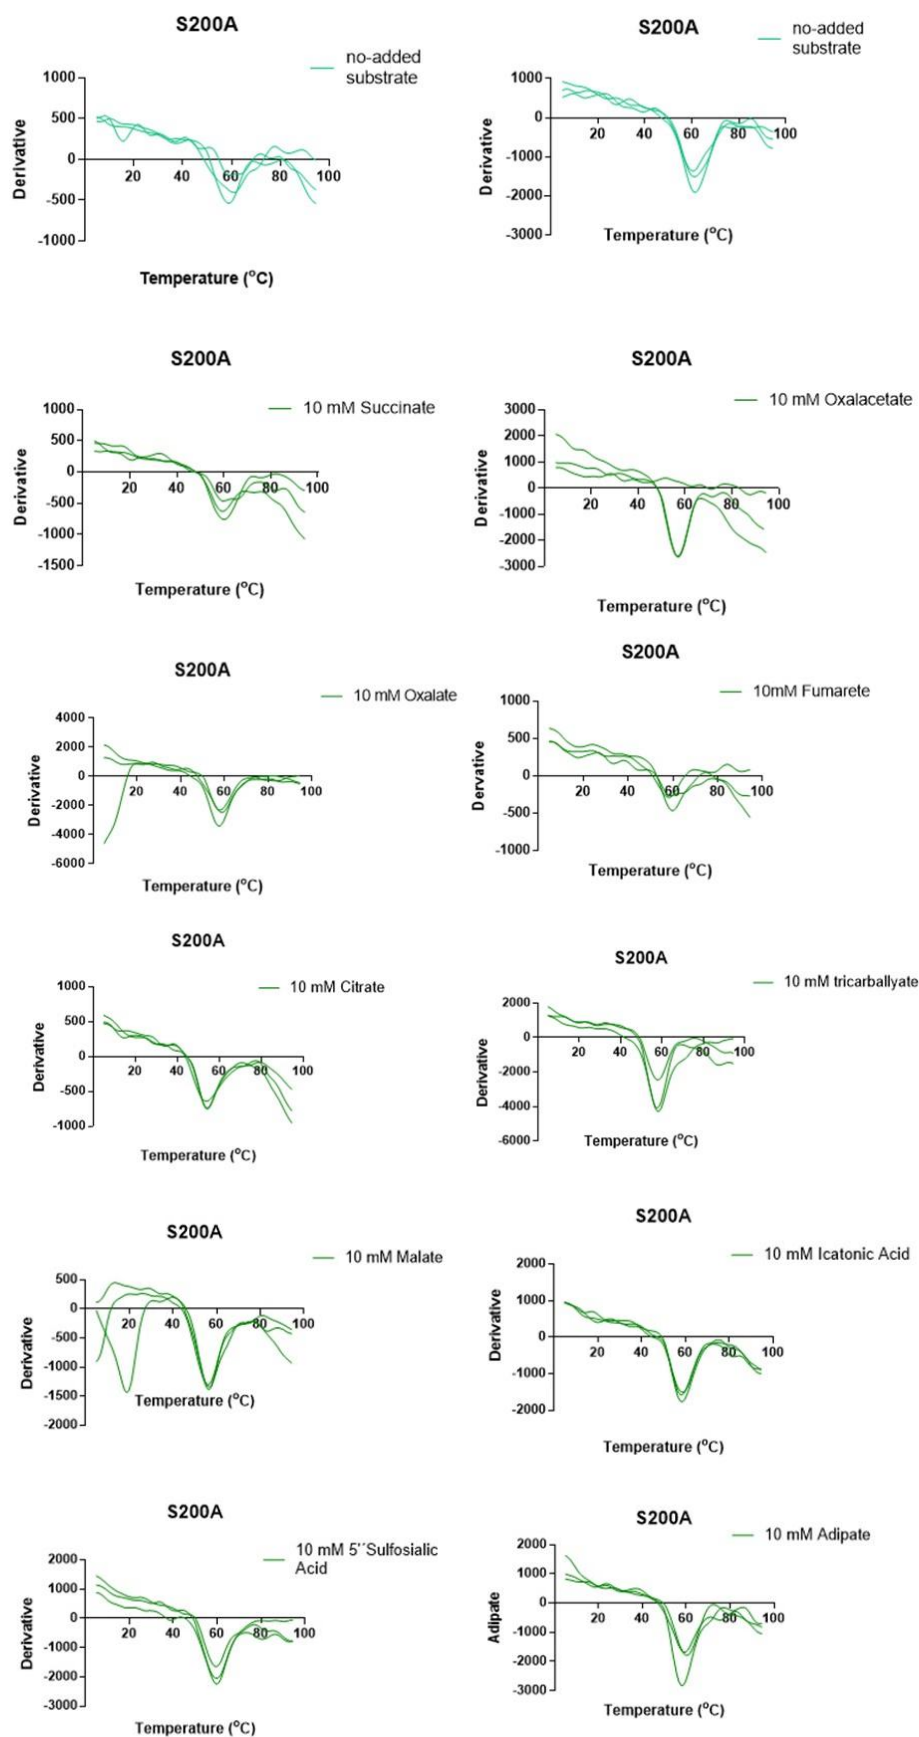 S200A
no-added
substrate
1000
500
0
-500
-1000
20
40
60
80
100
Derivative
Temperature (°C)
S200A
no-added
substrate
1000
0
-1000
-2000
-3000
20
40
60
80
100
Derivative
Temperature (°C)
S200A
10 mM Succinate
1000
500
0
-500
-1000
-1500
20
40
60
80
100
Derivative
Temperature (°C)
S200A
10 mM Oxalacetate
3000
2000
1000
0
-1000
-2000
-3000
20
40
60
80
100
Derivative
Temperature (°C)
S200A
10 mM Oxalate
4000
2000
0
-2000
-4000
-6000
20
40
60
80
100
Derivative
Temperature (°C)
S200A
10mM Fumarete
1000
500
0
-500
-1000
20
40
60
80
100
Dervative
Temperature (°C)
S200A
10 mM Citrate
1000
500
0
-500
-1000
20
40
60
80
100
Derivative
Temperature (°C)
S200A
10 mM tricarballyate
2000
0
-2000
-4000
-6000
20
40
60
80
100
Derivative
Temperature (°C)
S200A
10 mM Malate
500
0
-500
-1000
-1500
-2000
20
40
60
80
100
Derivative
Temperature (°C)
S200A
10 mM Icatonic Acid
2000
1000
0
-1000
-2000
20
40
60
80
100
Derivative
Temperature (°C)
S200A
10 mM 5'´Sulfosialic
Acid
2000
1000
0
-1000
-2000
-3000
20
40
60
80
100
Derivative
Temperature (°C)
S200A
10 mM Adipate
2000
1000
0
-1000
-2000
-3000
20
40
60
80
100
Adipate
Temperature (°C)